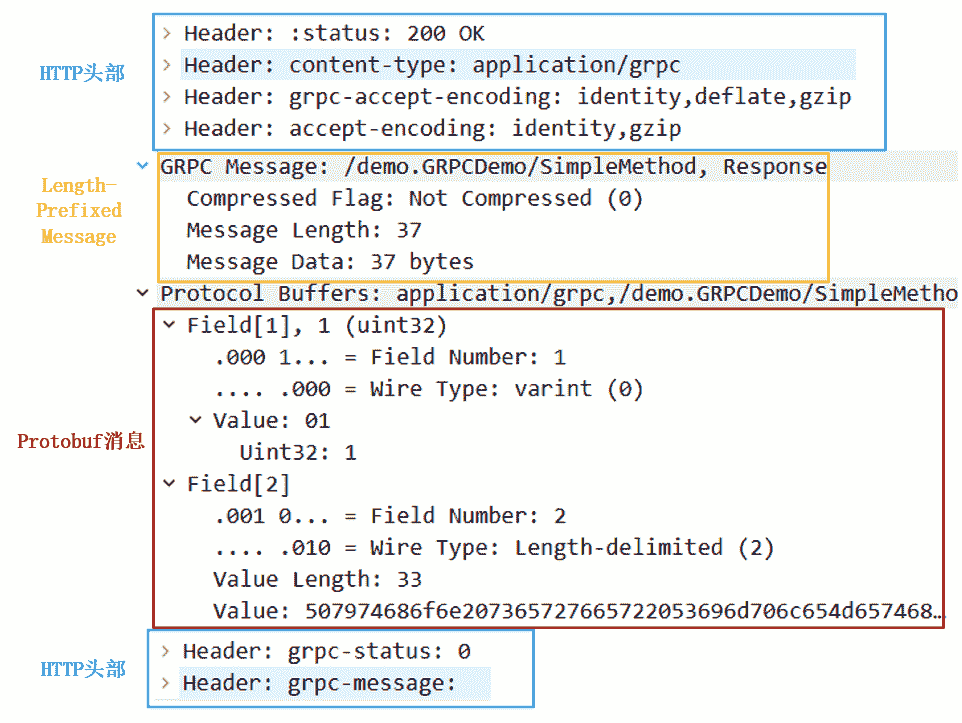 HTTP头部
Header: :status: 200 OK
Header: content-type: application/grpc
Header: grpc-accept-encoding: identity,deflate,gzip
Header: accept-encoding: identity,gzip
Length-
Prefixed
Message
GRPC Message: /demo.GRPCDemo/SimpleMethod, Response
Compressed Flag: Not Compressed (0)
Message Length: 37
Message Data: 37 bytes
Protocol Buffers: application/grpc,/demo.GRPCDemo/SimpleMetho
Protobuf消息
Field[1], 1 (uint32)
.000 1... = Field Number: 1
.... .000 = Wire Type: varint (0)
Value: 01
Uint32: 1
Field[2]
.001 0... = Field Number: 2
.... .010 = Wire Type: Length-delimited (2)
Value Length: 33
Value: 507974686f6e207365727665722053696d706c654d657468…
HTTP头部
Header: grpc-status: 0
Header: grpc-message: